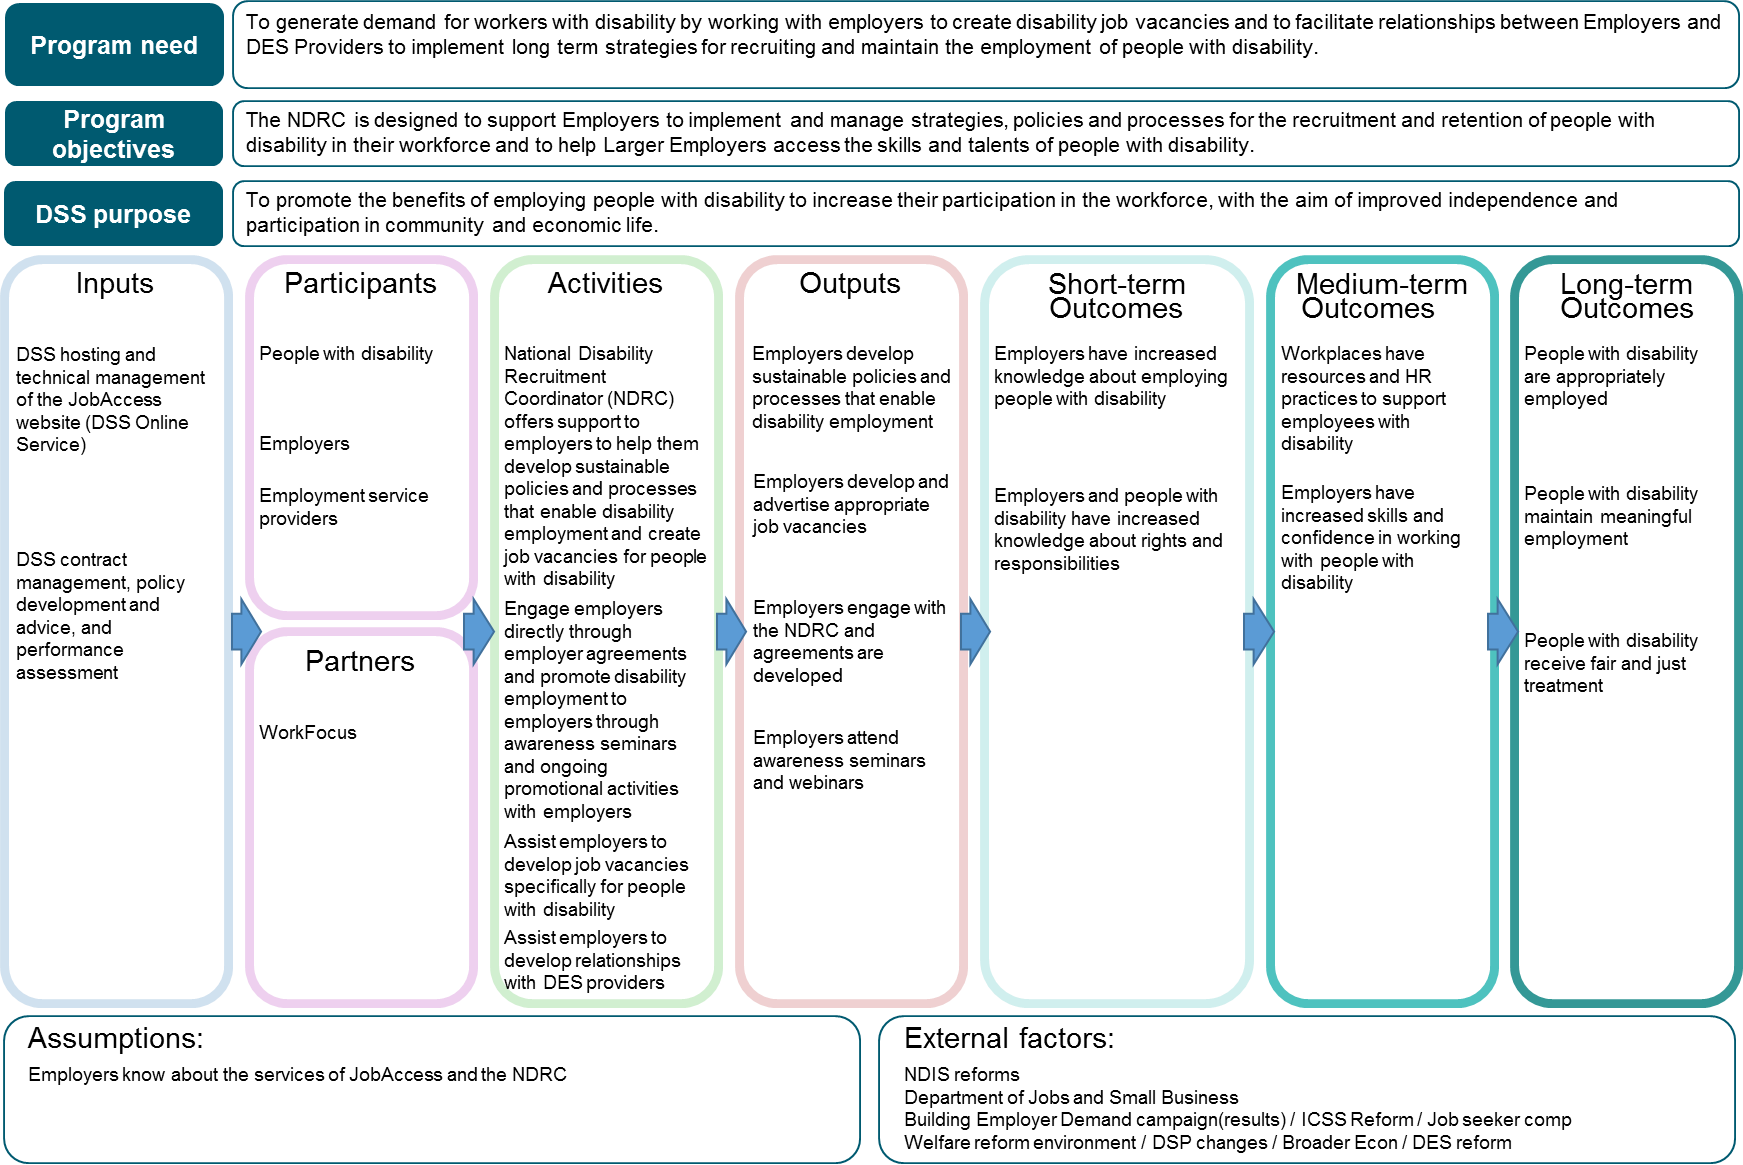 Program need
To generate demand for workers with disability by working with employers to create disability job vacancies and to facilitate relationships between Employers and
DES Providers to implement long term strategies for recruiting and maintain the employment of people with disability.
Program
objectives
The NDRC is designed to support Employers to implement and manage strategies, policies and processes for the recruitment and retention of people with
disability in their workforce and to help Larger Employers access the skills and talents of people with disability.
DSS purpose
To promote the benefits of employing people with disability to increase their participation in the workforce, with the aim of improved independence and
participation in community and economic life.
Inputs
DSS hosting and
technical management
of the JobAccess
website (DSS Online
Service)
DSS contract
management, policy
development and
advice, and
performance
assessment
Participants
People with disability
Employers
Employment service
providers
Partners
WorkFocus
Activities
National Disability
Recruitment
Coordinator (NDRC)
offers support to
employers to help them
develop sustainable
policies and processes
that enable disability
employment and create
job vacancies for people
with disability
Engage employers
directly through
employer agreements
and promote disability
employment to
employers through
awareness seminars
and ongoing
promotional activities
with employers
Assist employers to
develop job vacancies
specifically for people
with disability
Assist employers to
develop relationships
with DES providers
Outputs
Employers develop
sustainable policies and
processes that enable
disability employment
Employers develop and
advertise appropriate
job vacancies
Employers engage with
the NDRC and
agreements are
developed
Employers attend
awareness seminars
and webinars
Short-term
Outcomes
Employers have increased
knowledge about employing
people with disability
Employers and people with
disability have increased
knowledge about rights and
responsibilities
Medium-term
Outcomes
Workplaces have
resources and HR
practices to support
employees with
disability
Employers have
increased skills and
confidence in working
with people with
disability
Long-term
Outcomes
People with disability
are appropriately
employed
People with disability
maintain meaningful
employment
People with disability
receive fair and just
treatment
Assumptions:
Employers know about the services of JobAccess and the NDRC
External factors:
NDIS reforms
Department of Jobs and Small Business
Building Employer Demand campaign(results) / ICSS Reform / Job seeker comp
Welfare reform environment / DSP changes / Broader Econ / DES reform